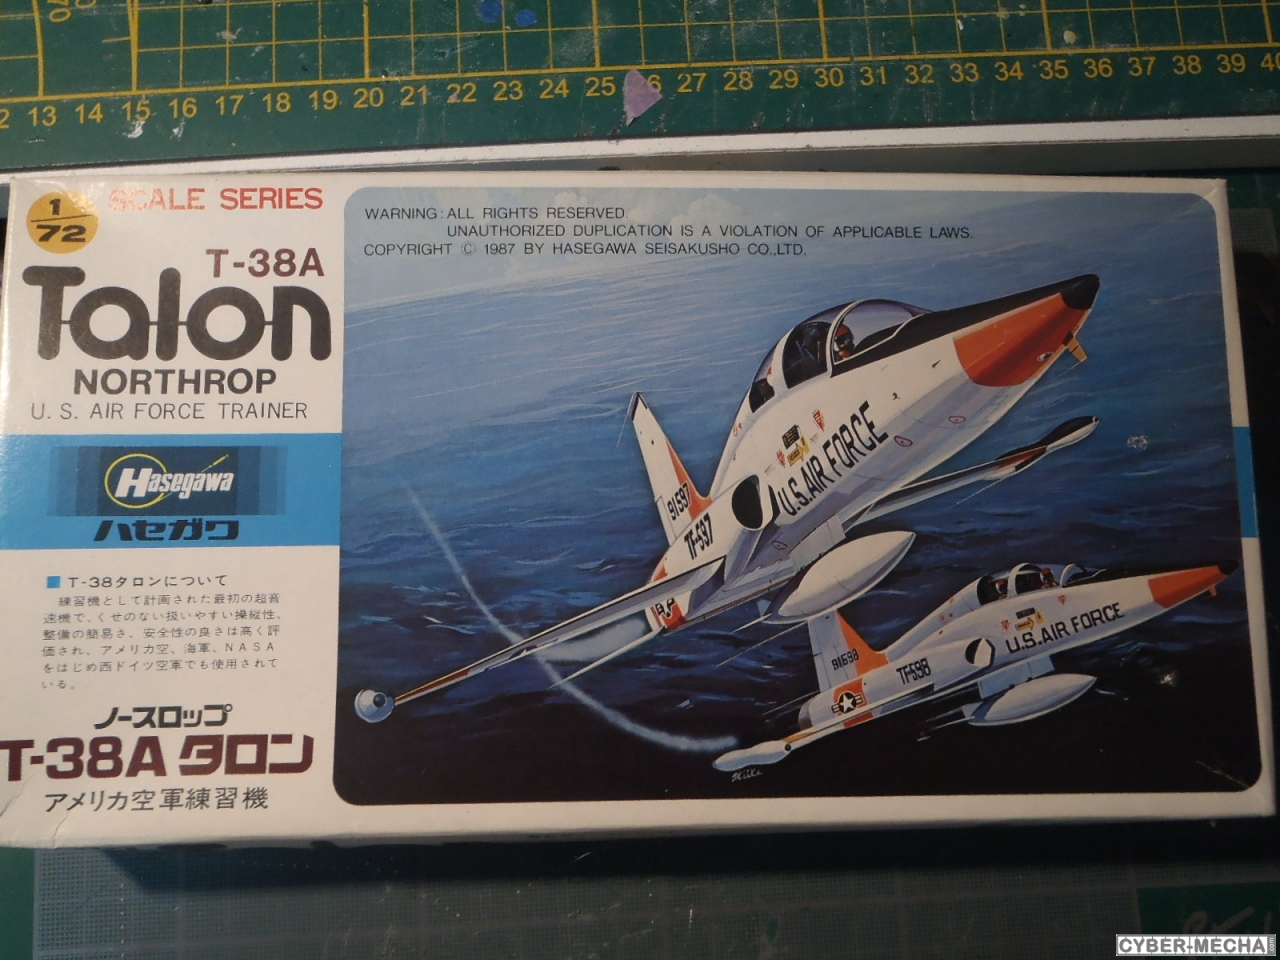 13 14 15 16 17 18 19 20 21 22 23 24 25 26 27 28 29 30 31 32 33 34 35 36 37 38 39 40
1/72
SCALE SERIES
T-38A
Talon
NORTHROP
U. S. AIR FORCE TRAINER
Hasegawa
ハセガワ
■ T-38タロンについて
練習機として計画された最初の超音
速機で、くせのない扱いやすい操縦性、
整備の簡易さ、安全性の良さは高く評
価され、アメリカ空、海軍、NASA
をはじめ西ドイツ空軍でも使用されて
いる。
ノースロップ
T-38A タロン
アメリカ空軍練習機
WARNING: ALL RIGHTS RESERVED.
UNAUTHORIZED DUPLICATION IS A VIOLATION OF APPLICABLE LAWS.
COPYRIGHT © 1987 BY HASEGAWA SEISAKUSHO CO.,LTD.
U.S. AIR FORCE
91597
TF-597
U.S. AIR FORCE
91598
TF-598
CYBER-MECHA.com